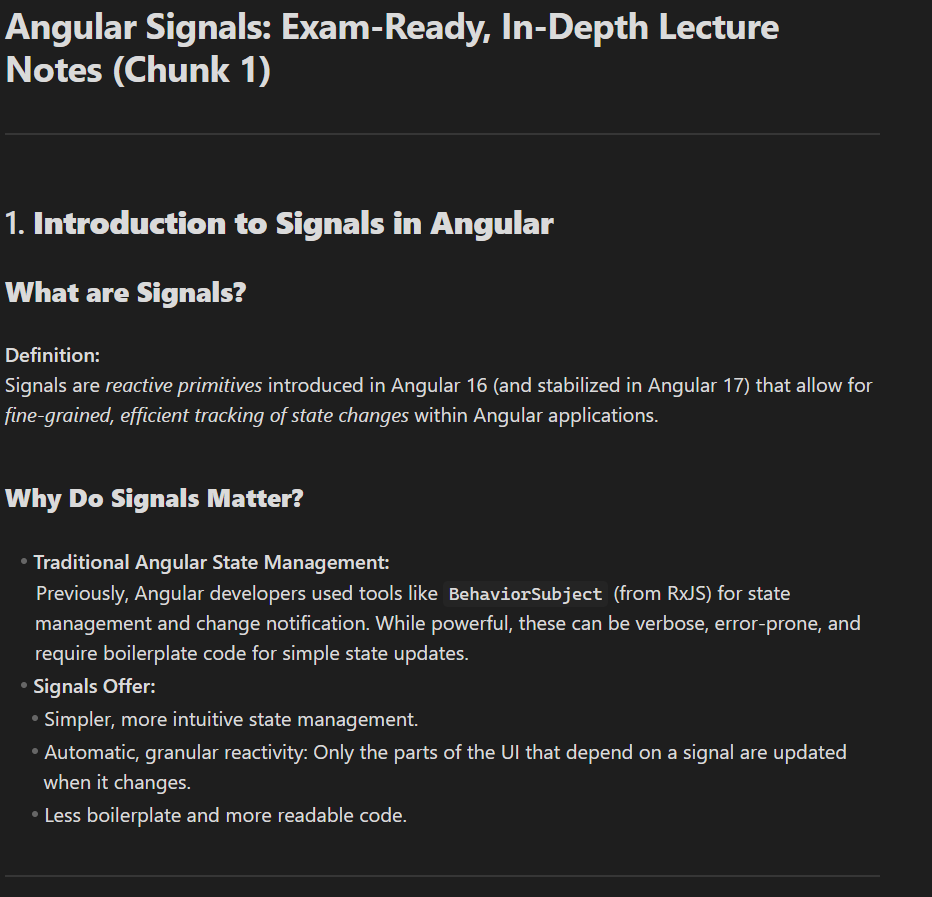 Angular Signals: Exam-Ready, In-Depth Lecture
Notes (Chunk 1)
1. Introduction to Signals in Angular
What are Signals?
Definition:
Signals are reactive primitives introduced in Angular 16 (and stabilized in Angular 17) that allow for
fine-grained, efficient tracking of state changes within Angular applications.
Why Do Signals Matter?
• Traditional Angular State Management:
Previously, Angular developers used tools like BehaviorSubject (from RxJS) for state
management and change notification. While powerful, these can be verbose, error-prone, and
require boilerplate code for simple state updates.
• Signals Offer:
• Simpler, more intuitive state management.
• Automatic, granular reactivity: Only the parts of the UI that depend on a signal are updated
when it changes.
• Less boilerplate and more readable code.